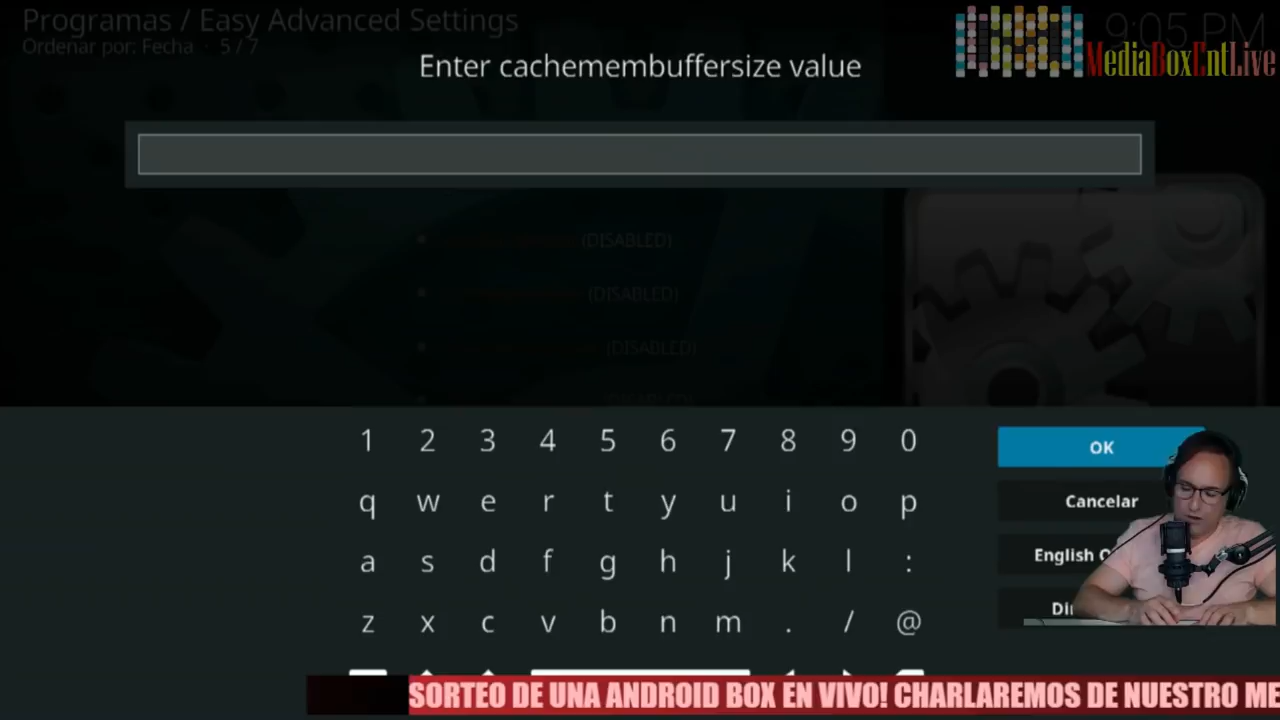 Programas / Easy Advanced Settings
Ordenar por: Fecha · 5 / 7
9:05 PM
MediaBoxEntLive
Enter cachemembuffersize value
(DISABLED)
(DISABLED)
(DISABLED)
(DISABLED)
1 2 3 4 5 6 7 8 9 0
q w e r t y u i o p
a s d f g h j k l :
z x c v b n m . / @
OK
Cancelar
English
SORTEO DE UNA ANDROID BOX EN VIVO! CHARLAREMOS DE NUESTRO ME